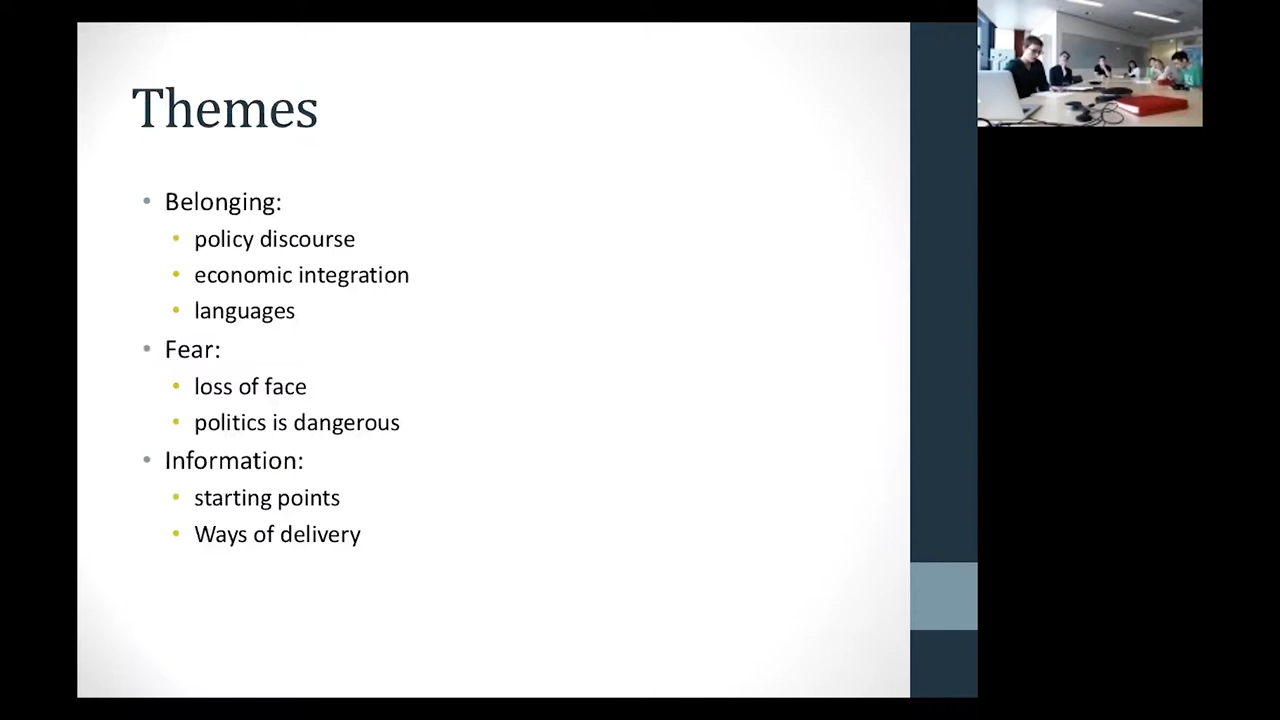 Themes
• Belonging:
• policy discourse
• economic integration
• languages
• Fear:
• loss of face
• politics is dangerous
• Information:
• starting points
• Ways of delivery